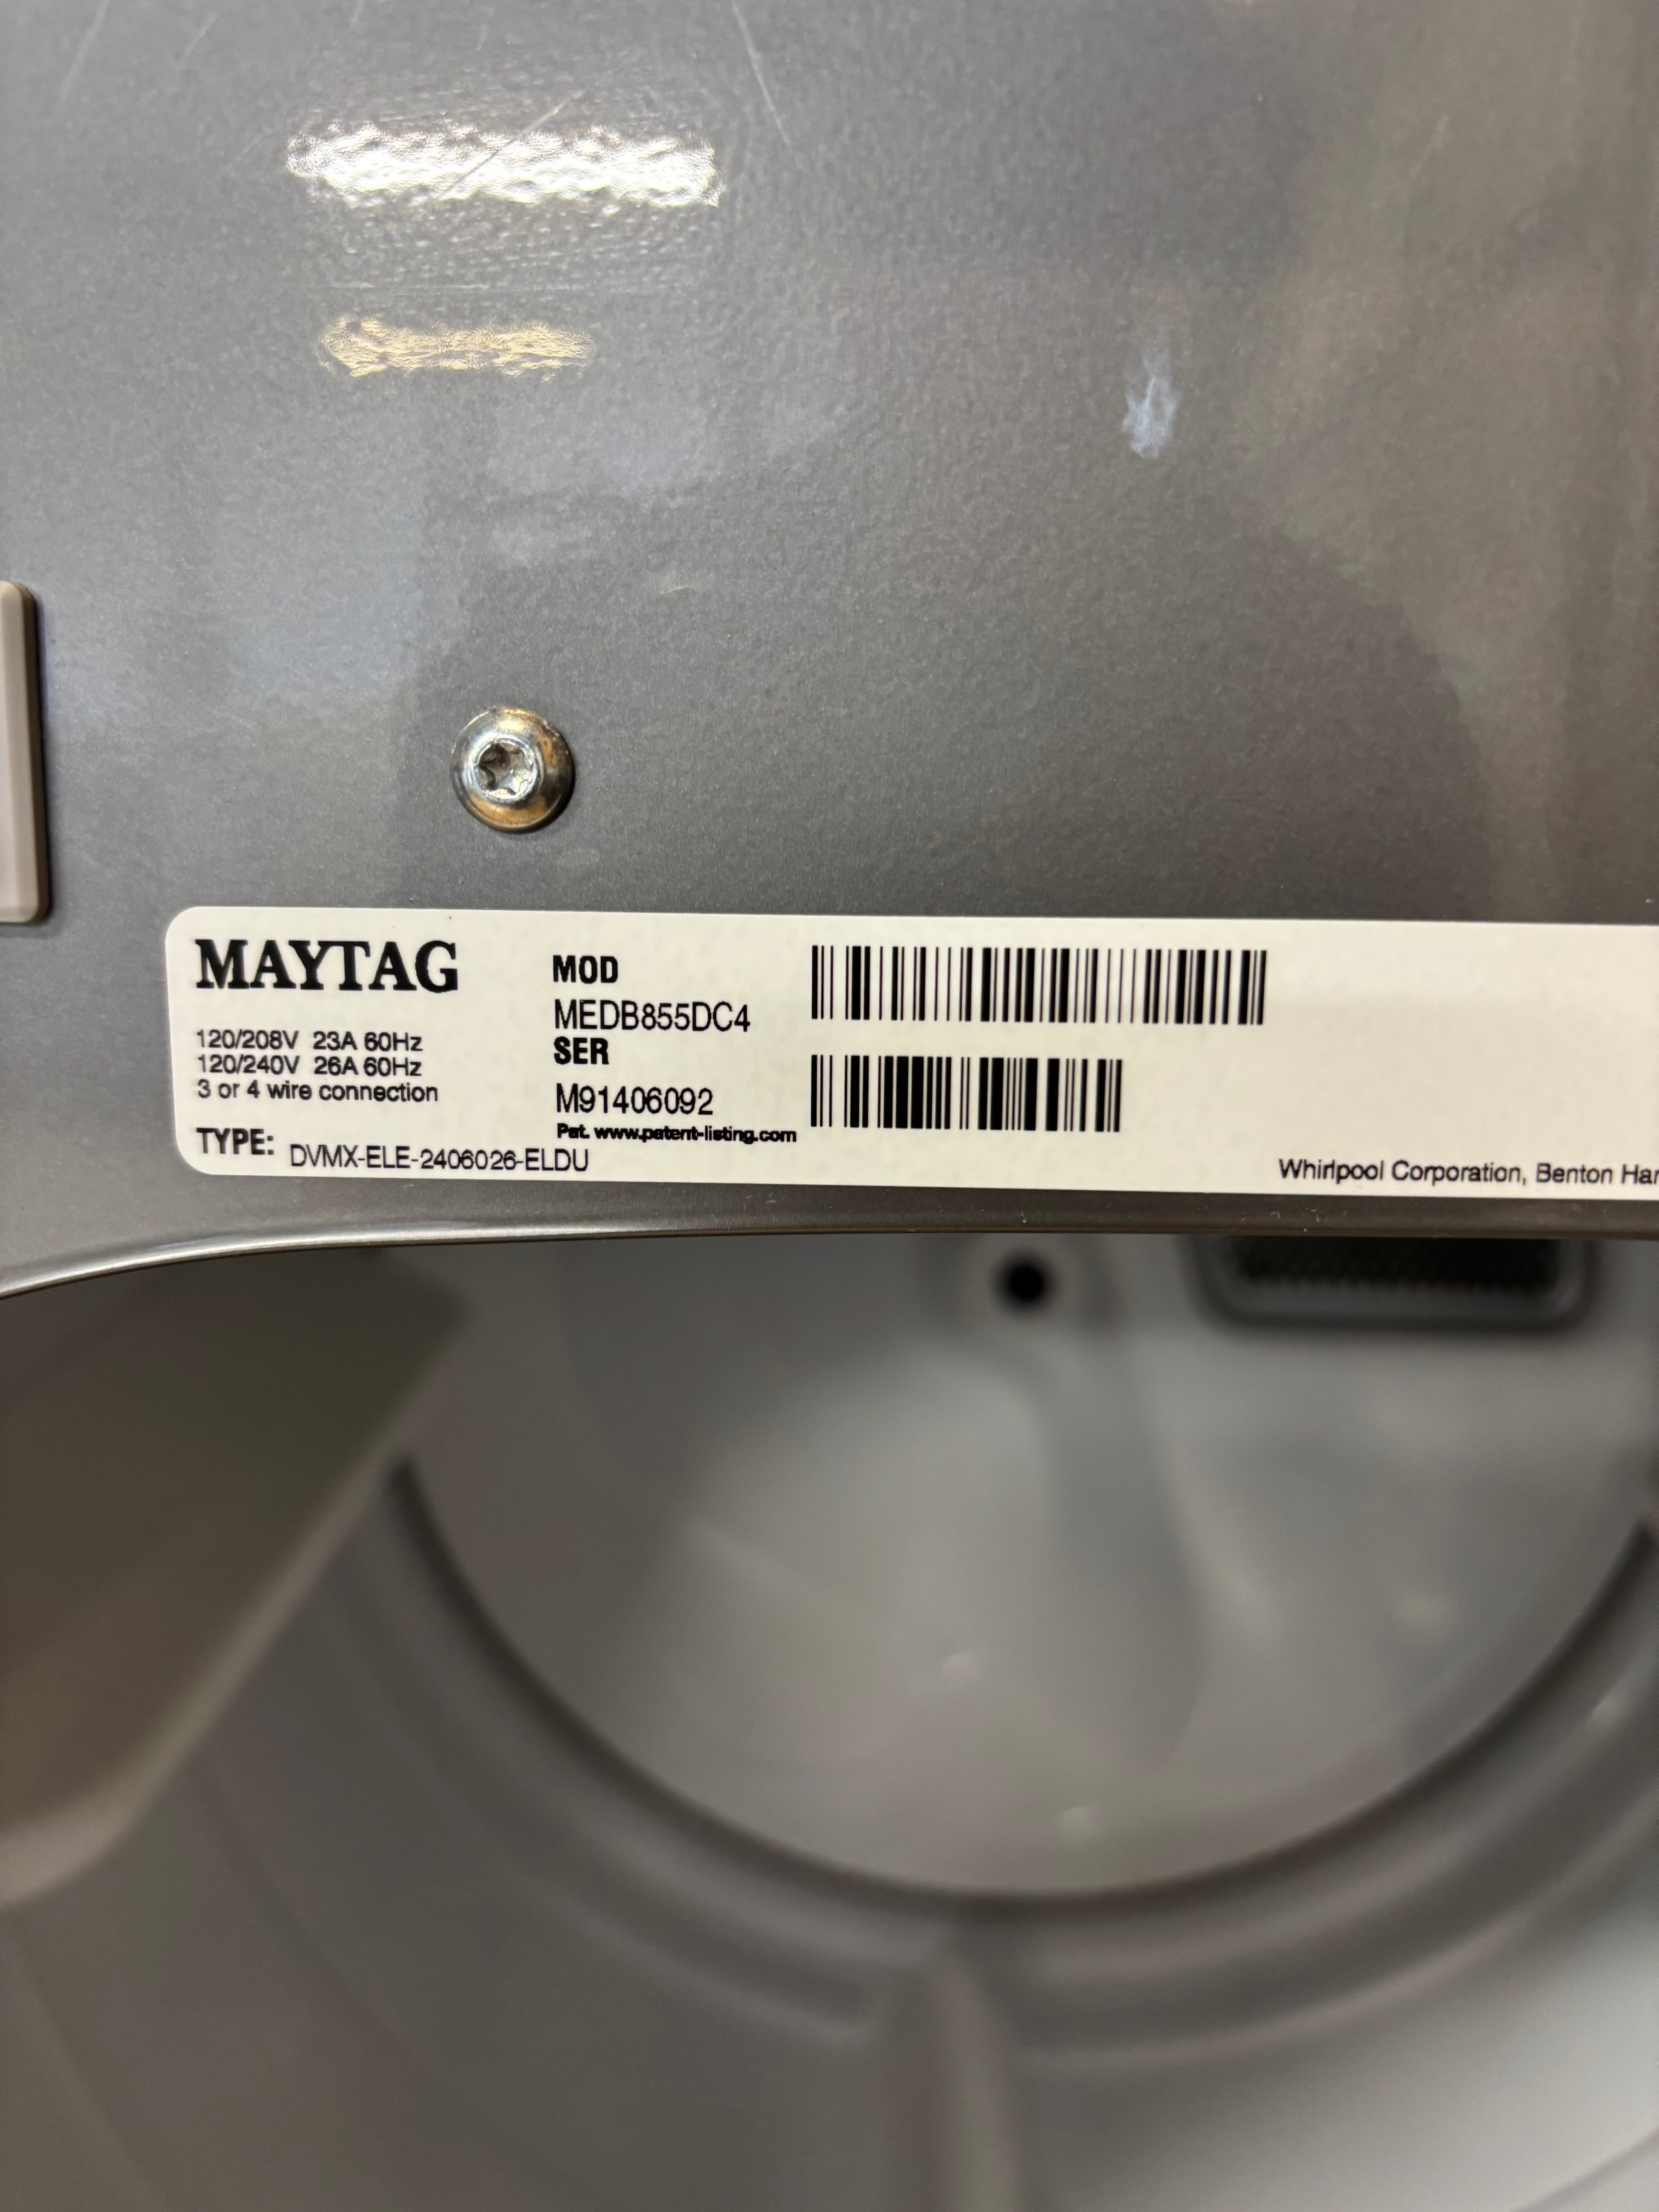 MAYTAG
120/208V 23A 60Hz
120/240V 26A 60Hz
3 or 4 wire connection
TYPE: DVMX-ELE-2406026-ELDU
MOD
MEDB855DC4
SER
M91406092
Pat. www.patent-listing.com
Whirlpool Corporation, Benton Har